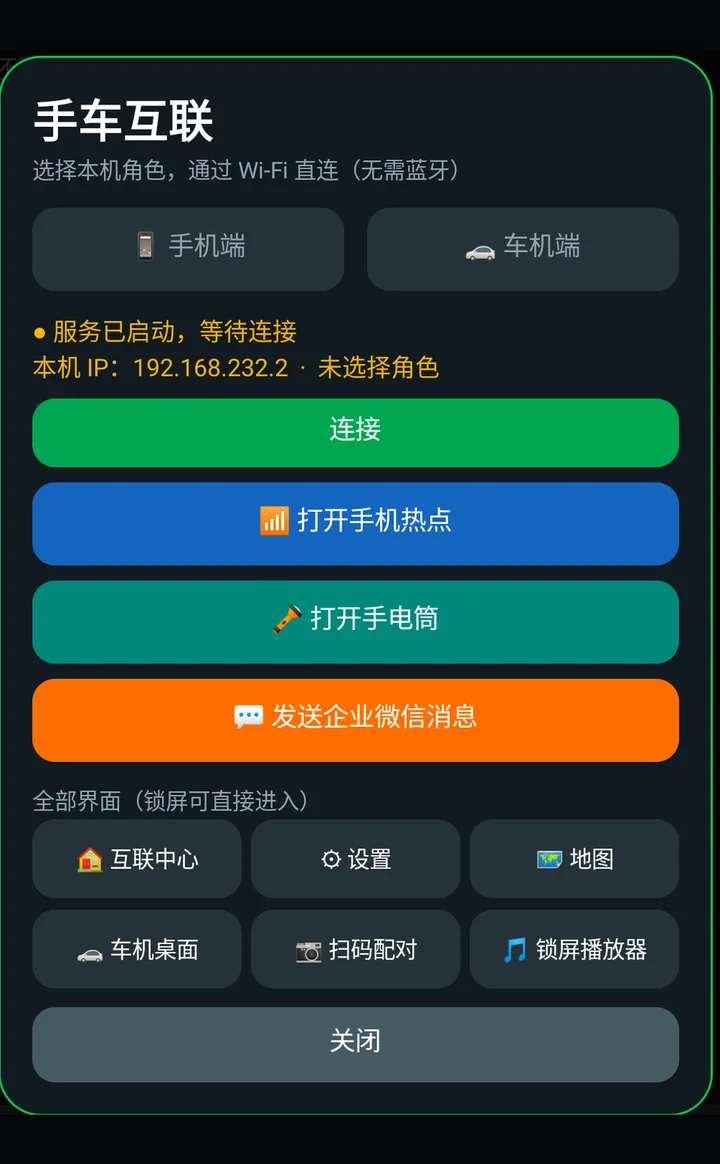 手车互联
选择本机角色，通过 Wi-Fi 直连（无需蓝牙）
📱 手机端
🚗 车机端
● 服务已启动，等待连接
本机 IP：192.168.232.2 · 未选择角色
连接
📶 打开手机热点
🔦 打开手电筒
💬 发送企业微信消息
全部界面（锁屏可直接进入）
🏠 互联中心
⚙ 设置
🗺️ 地图
🚗 车机桌面
📷 扫码配对
🎵 锁屏播放器
关闭